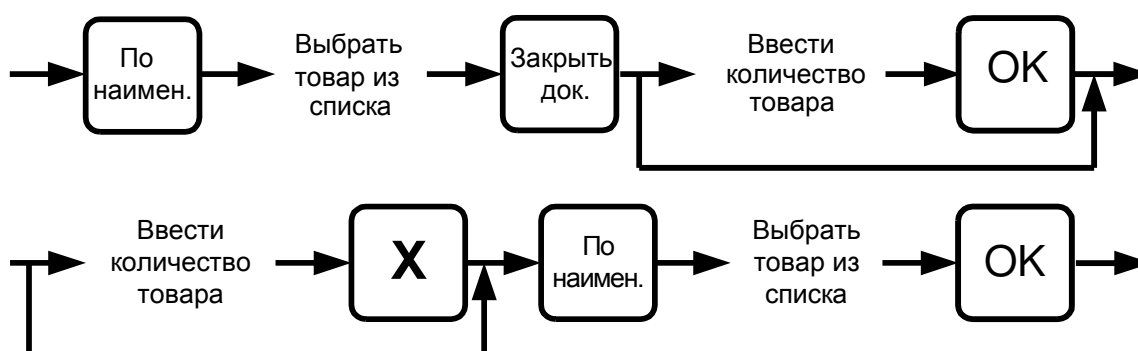 По
наимен.
Выбрать
товар из
списка
Закрыть
док.
Ввести
количество
товара
OK
Ввести
количество
товара
X
По
наимен.
Выбрать
товар из
списка
OK